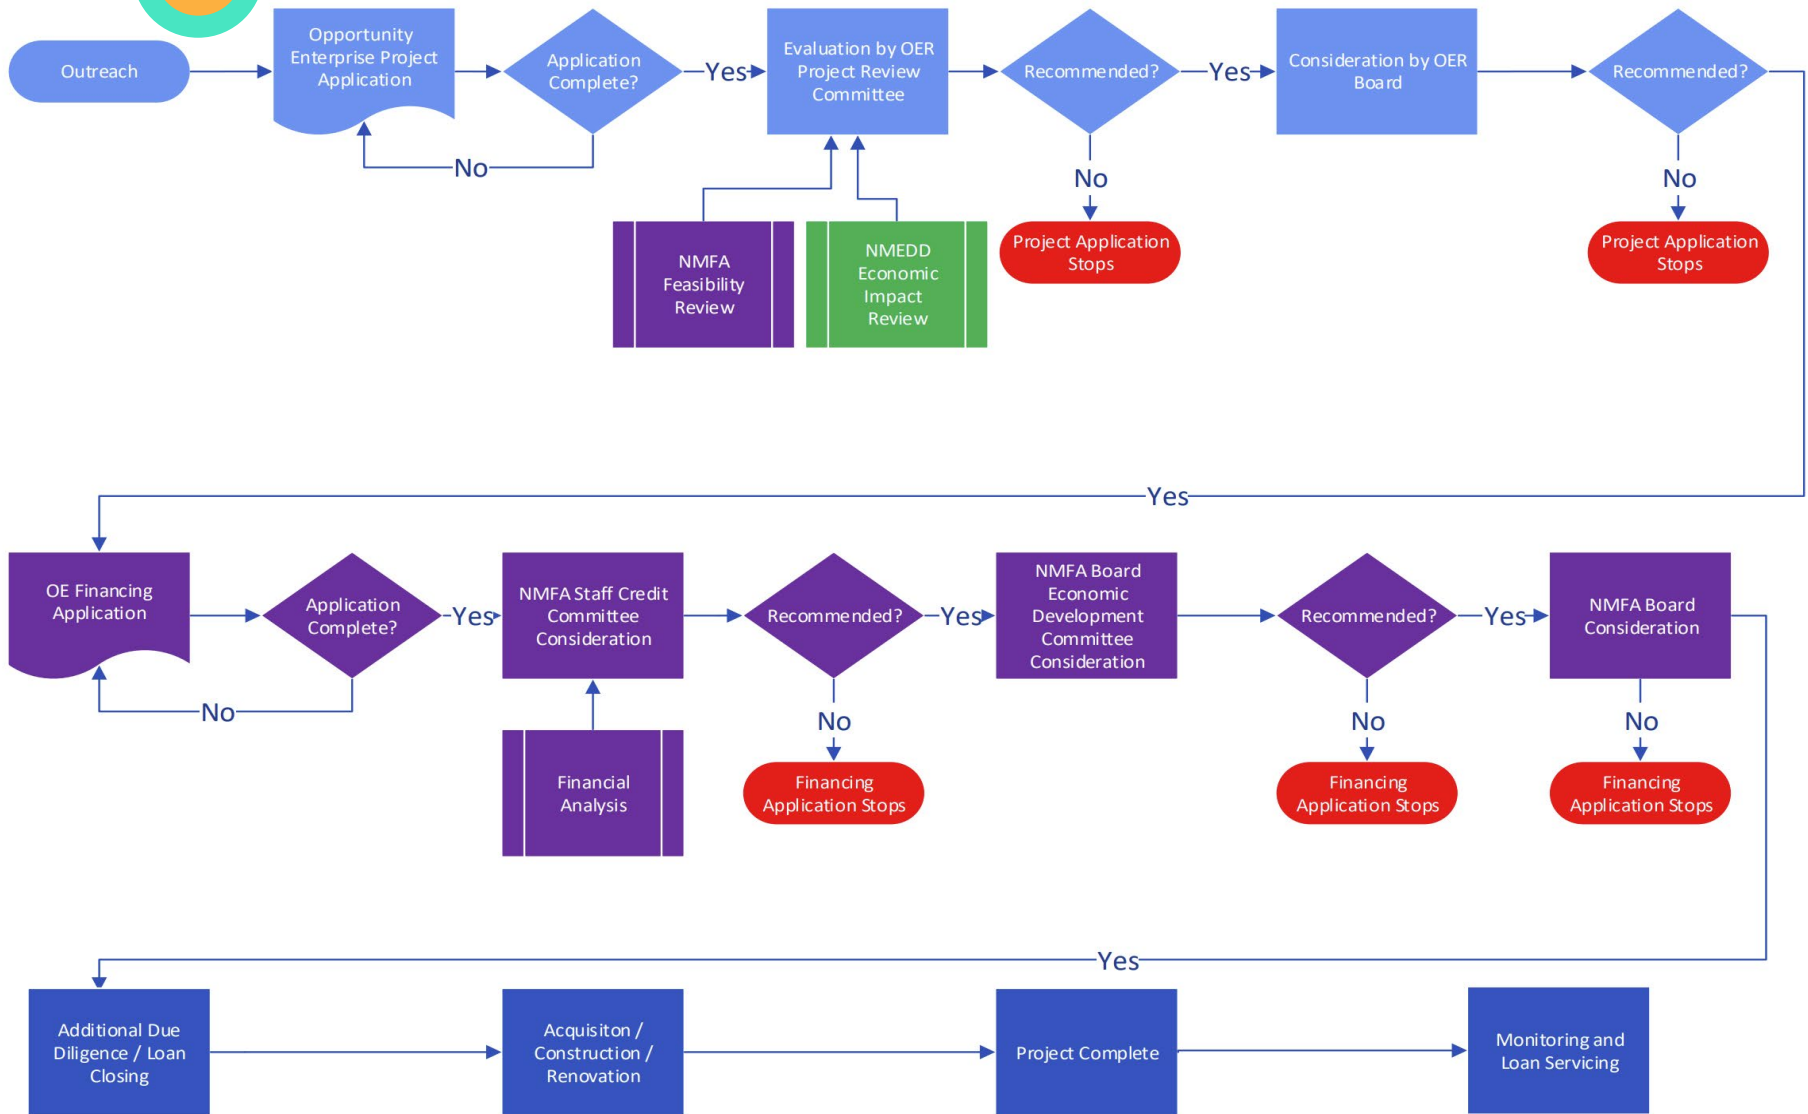 Outreach
Opportunity
Enterprise Project
Application
Application
Complete?
Yes
No
Evaluation by OER
Project Review
Committee
Recommended?
Yes
No
Consideration by OER
Board
Recommended?
No
NMFA
Feasibility
Review
NMEDD
Economic
Impact
Review
Project Application
Stops
Project Application
Stops
Yes
OE Financing
Application
Application
Complete?
Yes
No
NMFA Staff Credit
Committee
Consideration
Recommended?
Yes
No
NMFA Board
Economic
Development
Committee
Consideration
Recommended?
Yes
No
NMFA Board
Consideration
No
Financial
Analysis
Financing
Application Stops
Financing
Application Stops
Financing
Application Stops
Yes
Additional Due
Diligence / Loan
Closing
Acquisiton /
Construction /
Renovation
Project Complete
Monitoring and
Loan Servicing